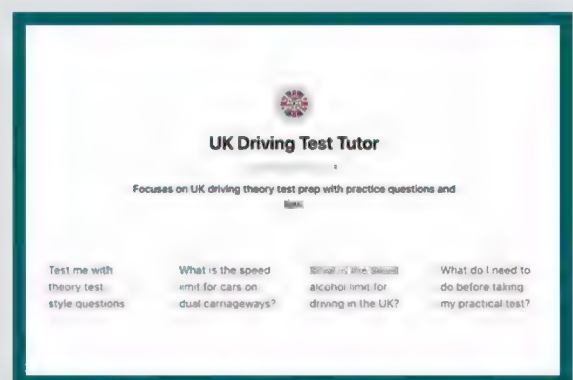 UK Driving Test Tutor
Focuses on UK driving theory test prep with practice questions and
Test me with
theory test
style questions
What is the speed
limit for cars on
dual carriageways?
alcohol limit for
driving in the UK?
What do I need to
do before taking
my practical test?